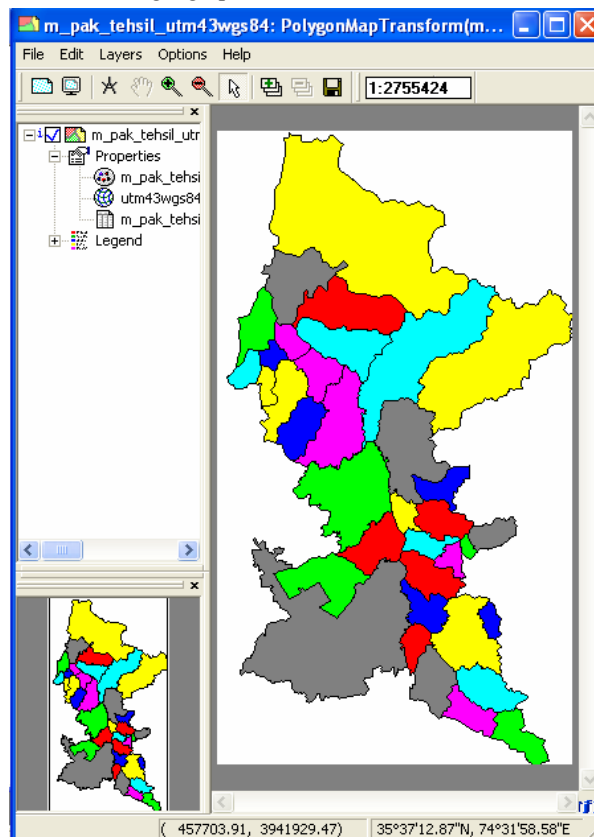 m_pak_tehsil_utm43wgs84: PolygonMapTransform(m...
File Edit Layers Options Help
1:2755424
m_pak_tehsil_utr
Properties
m_pak_tehsi
utm43wgs84
m_pak_tehsi
Legend
( 457703.91, 3941929.47) 35°37'12.87"N, 74°31'58.58"E